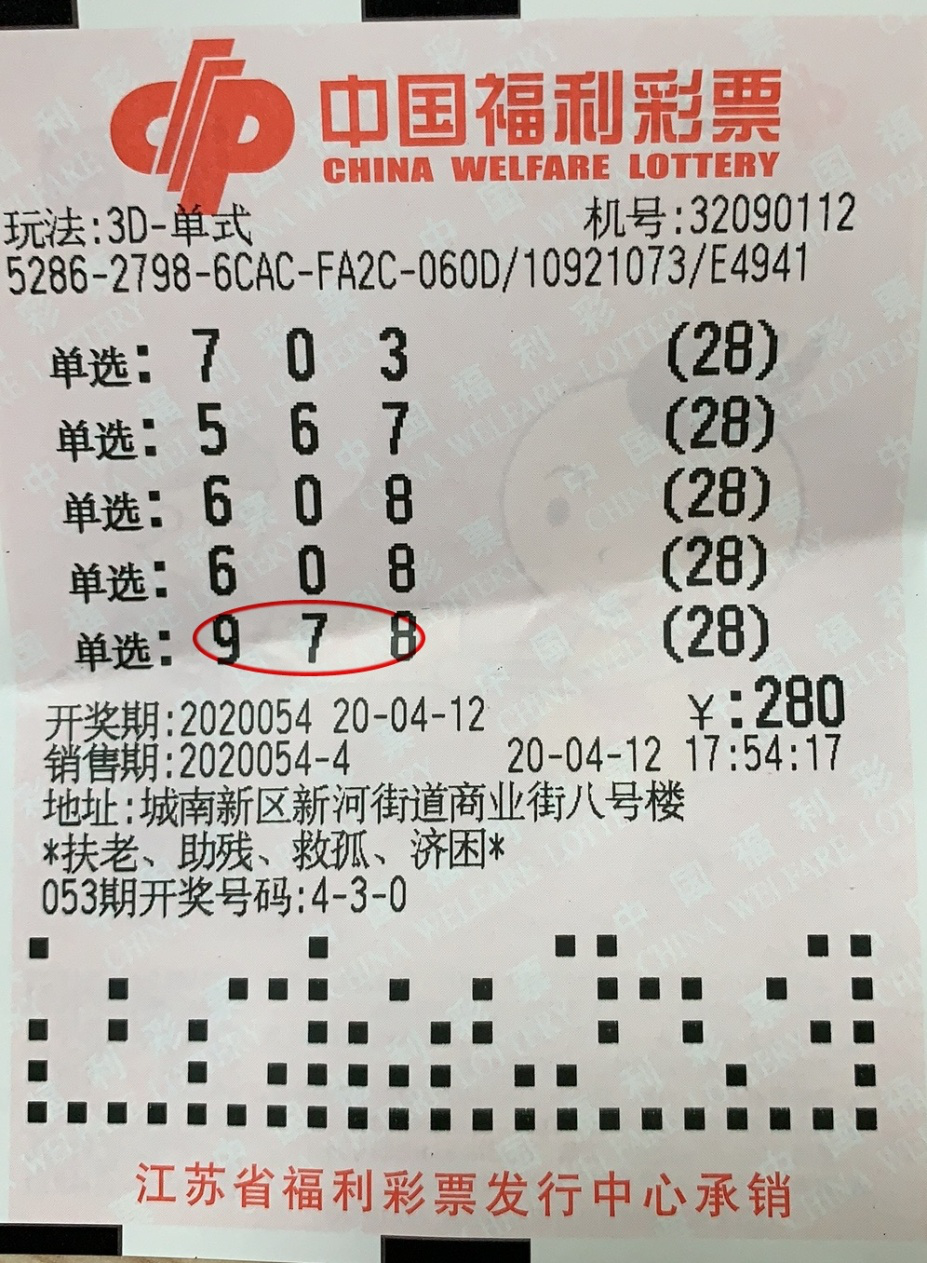 中国福利彩票
CHINA WELFARE LOTTERY
玩法:3D-单式 机号:32090112
5286-2798-6CAC-FA2C-060D/10921073/E4941
单选: 7 0 3 (28)
单选: 5 6 7 (28)
单选: 6 0 8 (28)
单选: 6 0 8 (28)
单选: 9 7 8 (28)
开奖期:2020054 20-04-12 ¥:280
销售期:2020054-4 20-04-12 17:54:17
地址:城南新区新河街道商业街八号楼
*扶老、助残、救孤、济困*
053期开奖号码:4-3-0
江苏省福利彩票发行中心承销